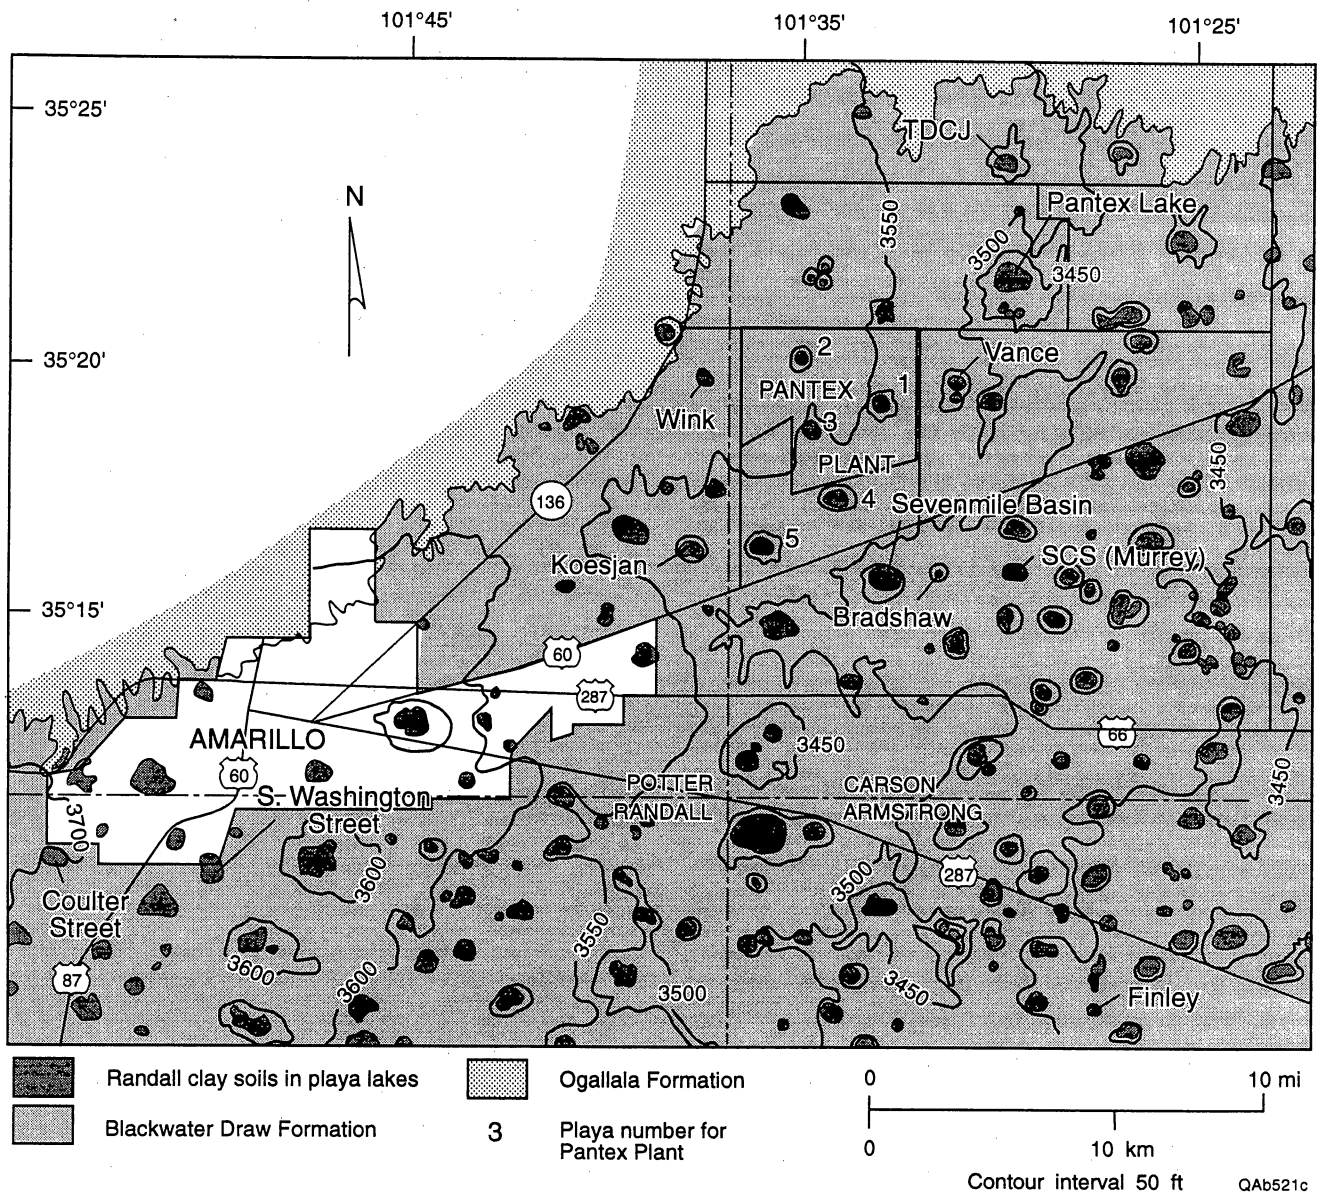 101°45'
101°35'
101°25'
35°25'
TDCJ
N
Pantex Lake
3550
3500
3450
35°20'
2
Vance
PANTEX
1
Wink
3
PLANT
3450
136
4
Sevenmile Basin
5
Koesjan
SCS (Murrey)
35°15'
Bradshaw
60
287
AMARILLO
66
3450
60
POTTER
CARSON
3450
S. Washington
Street
RANDALL
ARMSTRONG
3700
3600
3500
287
Coulter
Street
3550
3600
3600
87
3500
3450
Finley
Randall clay soils in playa lakes
Ogallala Formation
0
10 mi
Blackwater Draw Formation
3
Playa number for
Pantex Plant
0
10 km
Contour interval 50 ft
QAb521c